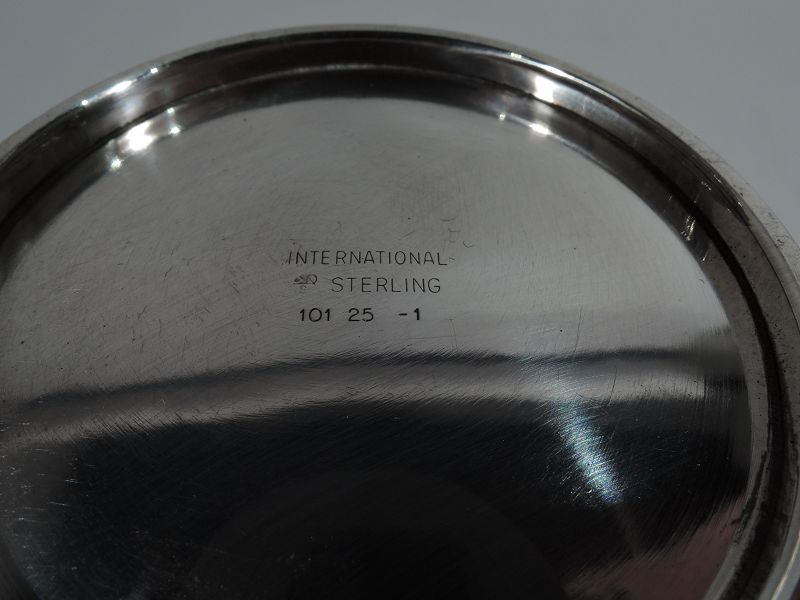 INTERNATIONAL
STERLING
101 25 -1